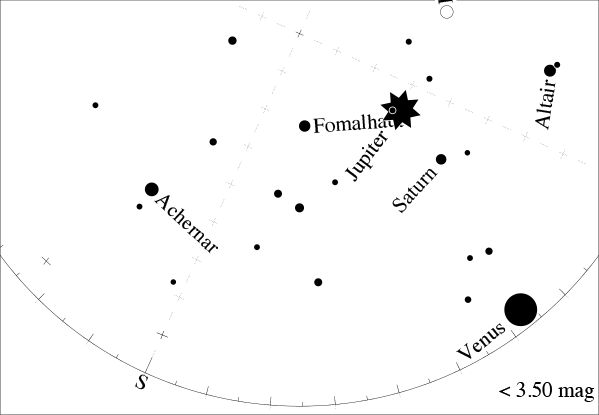 Altair
Fomalhaut
Jupiter
Saturn
Achernar
Venus
S
< 3.50 mag